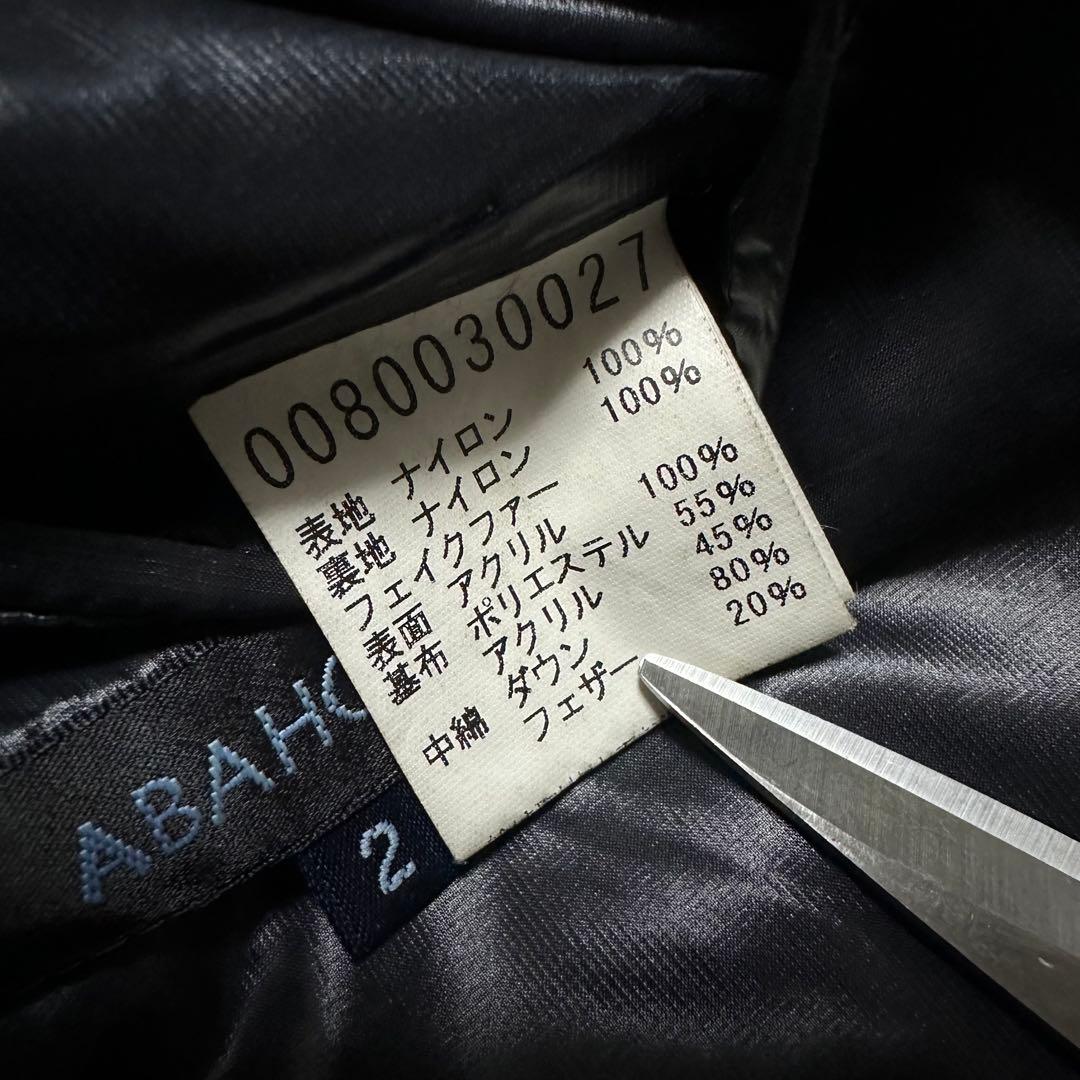 0080030027
表地 ナイロン 100%
裏地 ナイロン 100%
フェイクファー
表面 アクリル 100%
基布 ポリエステル 55%
アクリル 45%
中綿 ダウン 80%
フェザー 20%
ABAHO
2